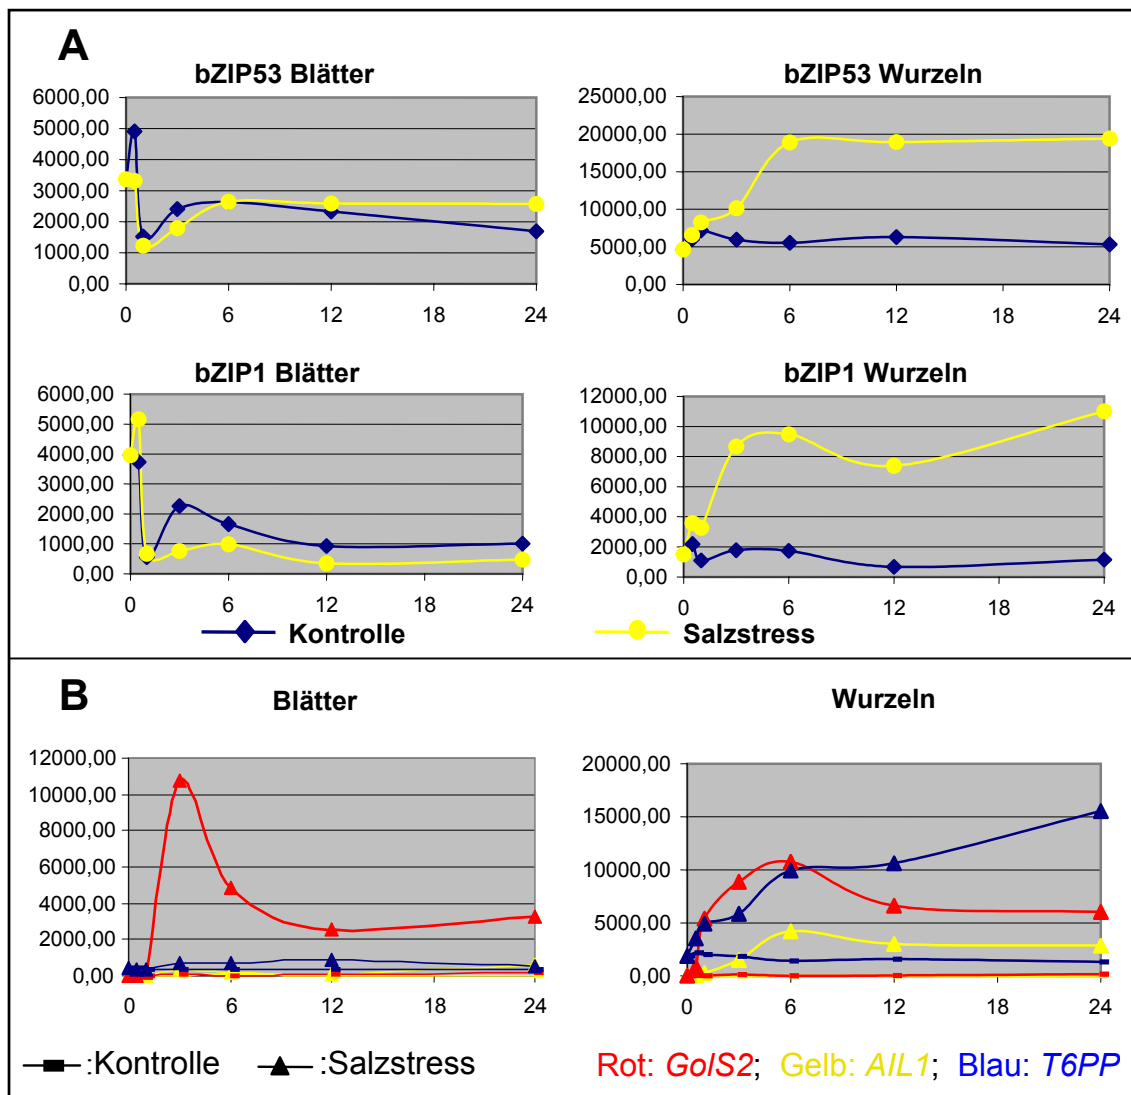 A
bZIP53 Blätter
6000,00
5000,00
4000,00
3000,00
2000,00
1000,00
0,00
0 6 12 18 24
bZIP53 Wurzeln
25000,00
20000,00
15000,00
10000,00
5000,00
0,00
0 6 12 18 24
bZIP1 Blätter
6000,00
5000,00
4000,00
3000,00
2000,00
1000,00
0,00
0 6 12 18 24
bZIP1 Wurzeln
12000,00
10000,00
8000,00
6000,00
4000,00
2000,00
0,00
0 6 12 18 24
Kontrolle
Salzstress
B
Blätter
12000,00
10000,00
8000,00
6000,00
4000,00
2000,00
0,00
0 6 12 18 24
Wurzeln
20000,00
15000,00
10000,00
5000,00
0,00
0 6 12 18 24
:Kontrolle :Salzstress
Rot: GolS2; Gelb: AIL1; Blau: T6PP